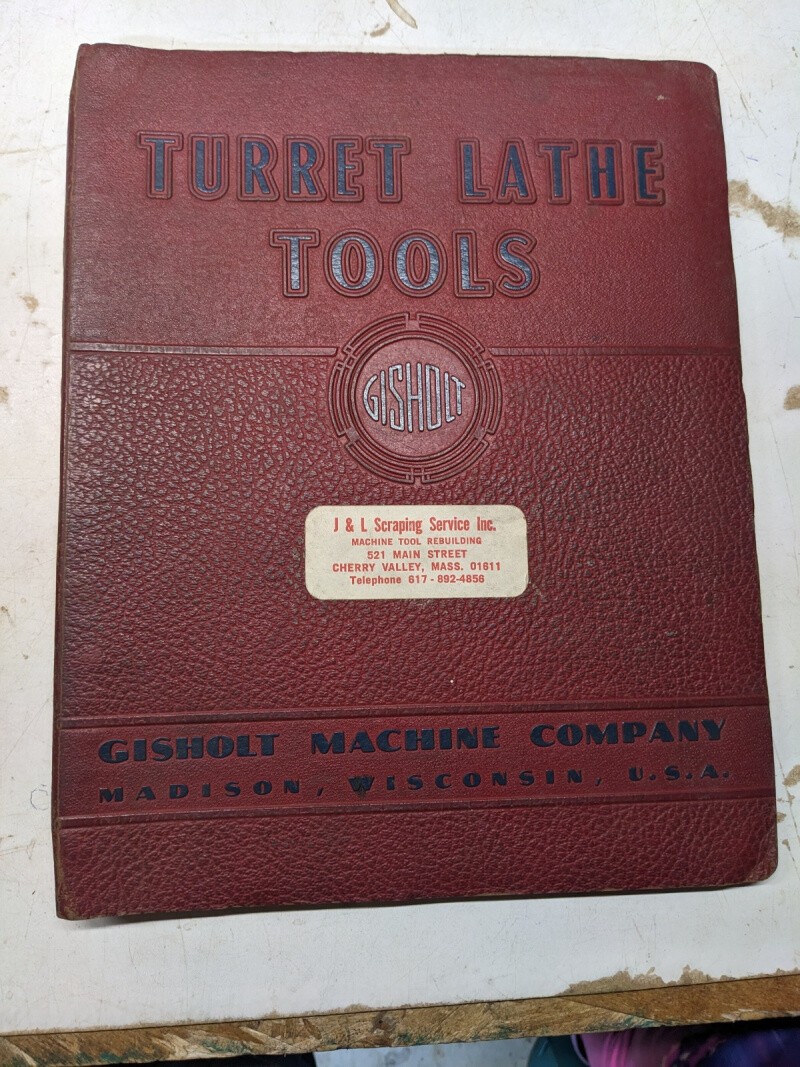 TURRET LATHE
TOOLS
GISHOLT
J & L Scraping Service Inc.
MACHINE TOOL REBUILDING
521 MAIN STREET
CHERRY VALLEY, MASS. 01611
Telephone 617-892-4856
GISHOLT MACHINE COMPANY
MADISON, WISCONSIN, U.S.A.